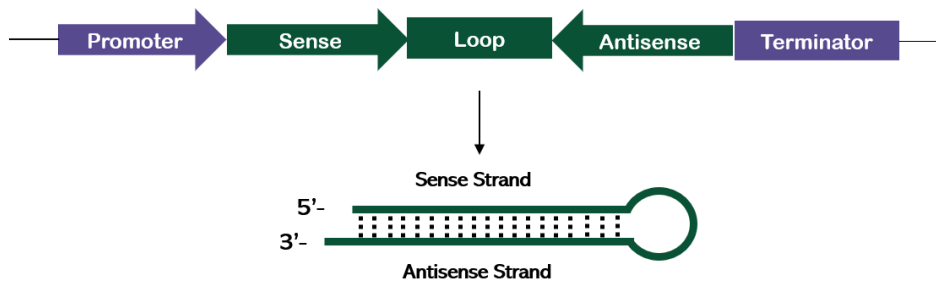 Promoter Sense Loop Antisense Terminator
Sense Strand
5'-
3'-
Antisense Strand